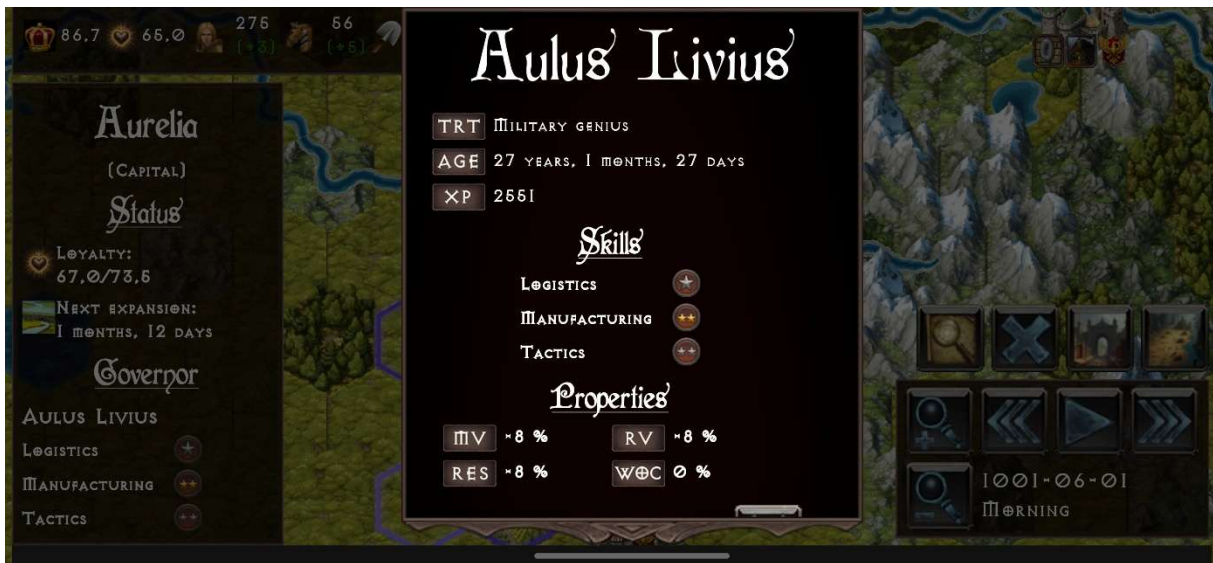 86,7 65,0 275 56
(+3) (+5)
Aurelia
(Capital)
Status
Loyalty:
67,0/73,5
Next expansion:
1 months, 12 days
Governor
Aulus Livius
Logistics
Manufacturing
Tactics
Aulus Livius
TRT Military genius
AGE 27 years, 1 months, 27 days
XP 2551
Skills
Logistics
Manufacturing
Tactics
Properties
MV -8 % RV -8 %
RES -8 % WOC 0 %
0
1001-06-01
Morning